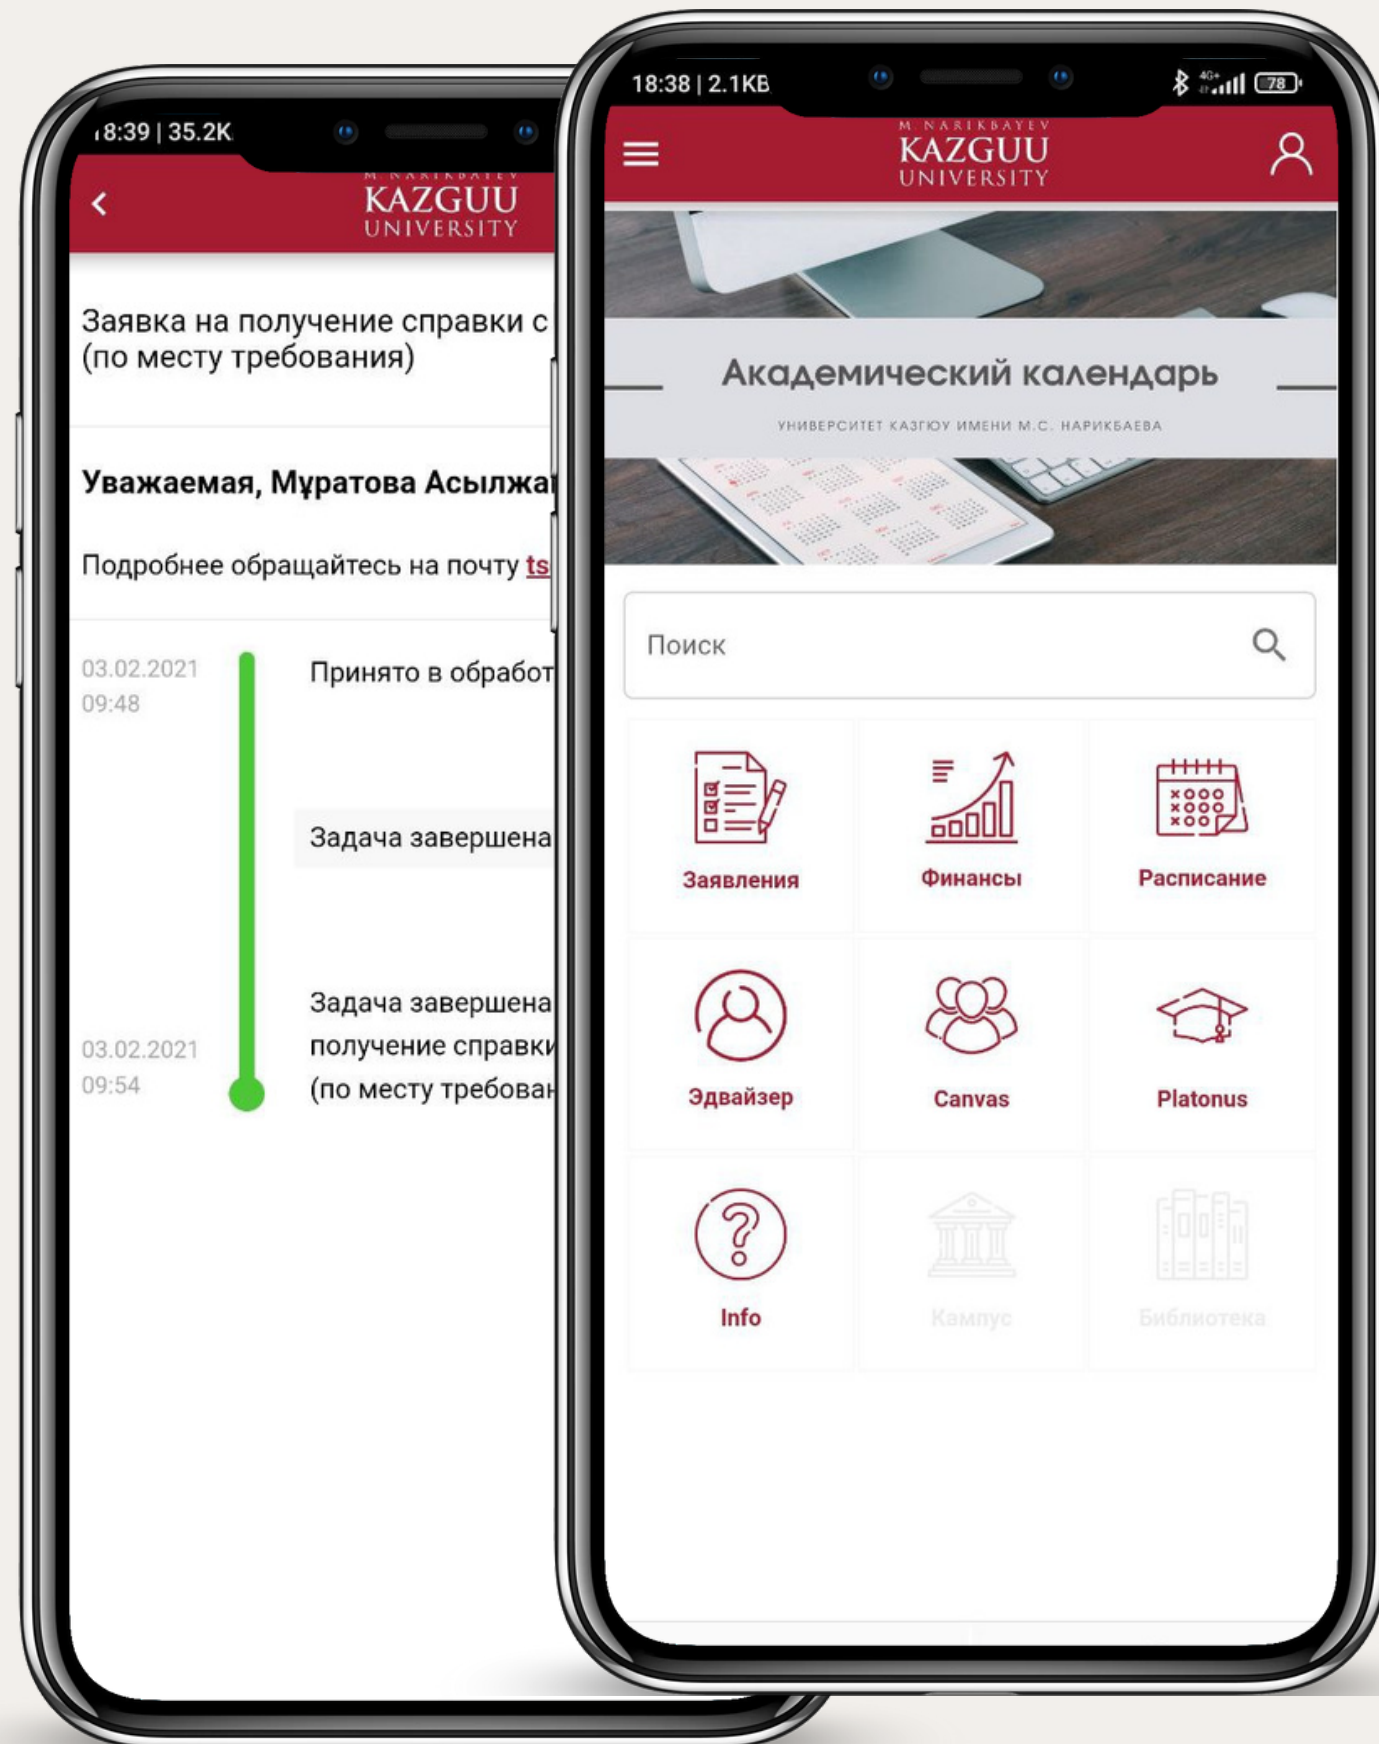 18:39 | 35.2K
M. NARIKBAYEV
KAZGUU
UNIVERSITY
Заявка на получение справки с
(по месту требования)
Уважаемая, Мұратова
Подробнее обращайтесь на почту ts
03.02.2021
09:48
Принято в
Задача завершена
03.02.2021
09:54
Задача завершена
получение справки
(по месту
18:38 | 2.1KB
4G+
78
M. NARIKBAYEV
KAZGUU
UNIVERSITY
Академический календарь
УНИВЕРСИТЕТ КАЗГЮУ ИМЕНИ М.С. НАРИКБАЕВА
Поиск
Заявления
Финансы
Расписание
Эдвайзер
Canvas
Platonus
Info
Кампус
Библиотека